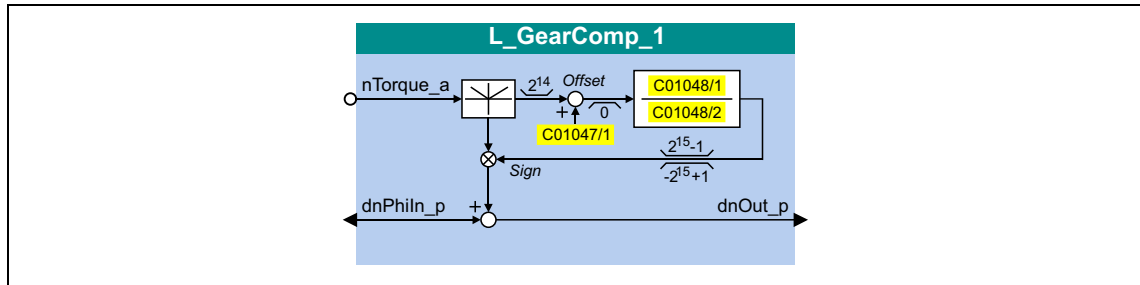 L_GearComp_1
nTorque_a
2¹⁴
Offset
+
0
C01047/1
C01048/1
C01048/2
2¹⁵-1
-2¹⁵+1
Sign
dnPhiIn_p
+
dnOut_p